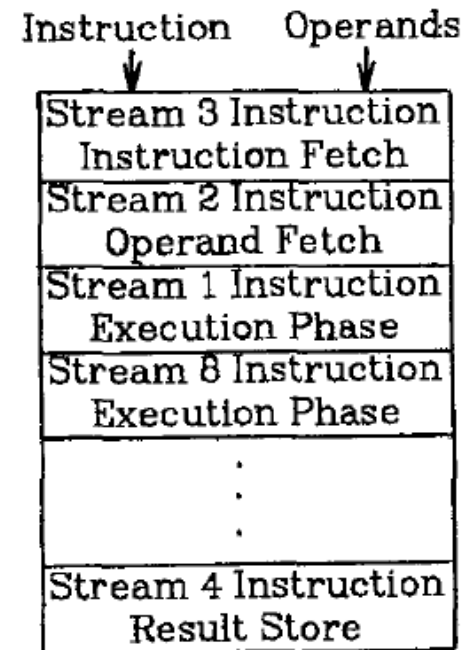 Instruction Operands
Stream 3 Instruction
Instruction Fetch
Stream 2 Instruction
Operand Fetch
Stream 1 Instruction
Execution Phase
Stream 8 Instruction
Execution Phase
.
.
.
Stream 4 Instruction
Result Store